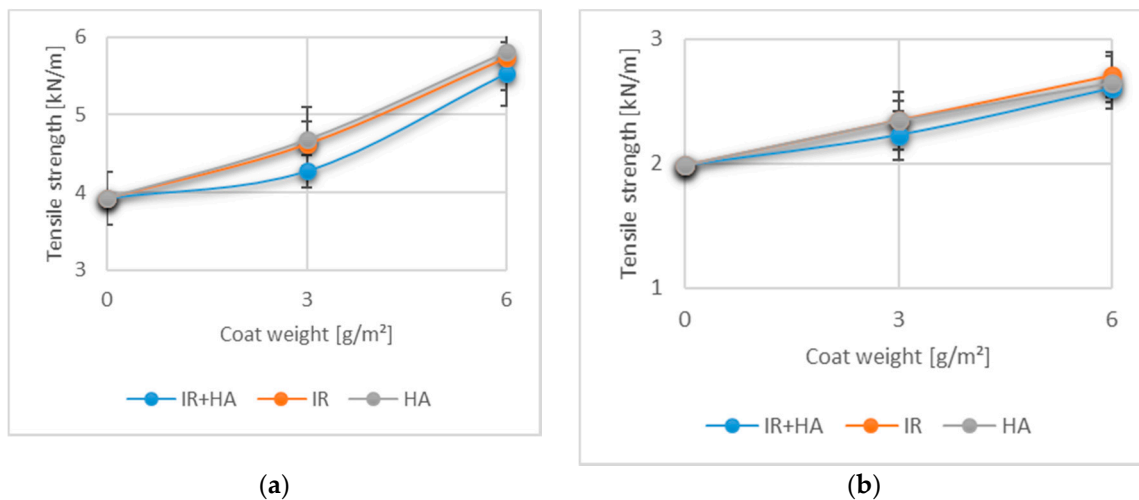 Tensile strength [kN/m]
6
5
4
3
0 3 6
Coat weight [g/m²]
IR+HA IR HA
(a)
Tensile strength [kN/m]
3
2
1
0 3 6
Coat weight [g/m²]
IR+HA IR HA
(b)